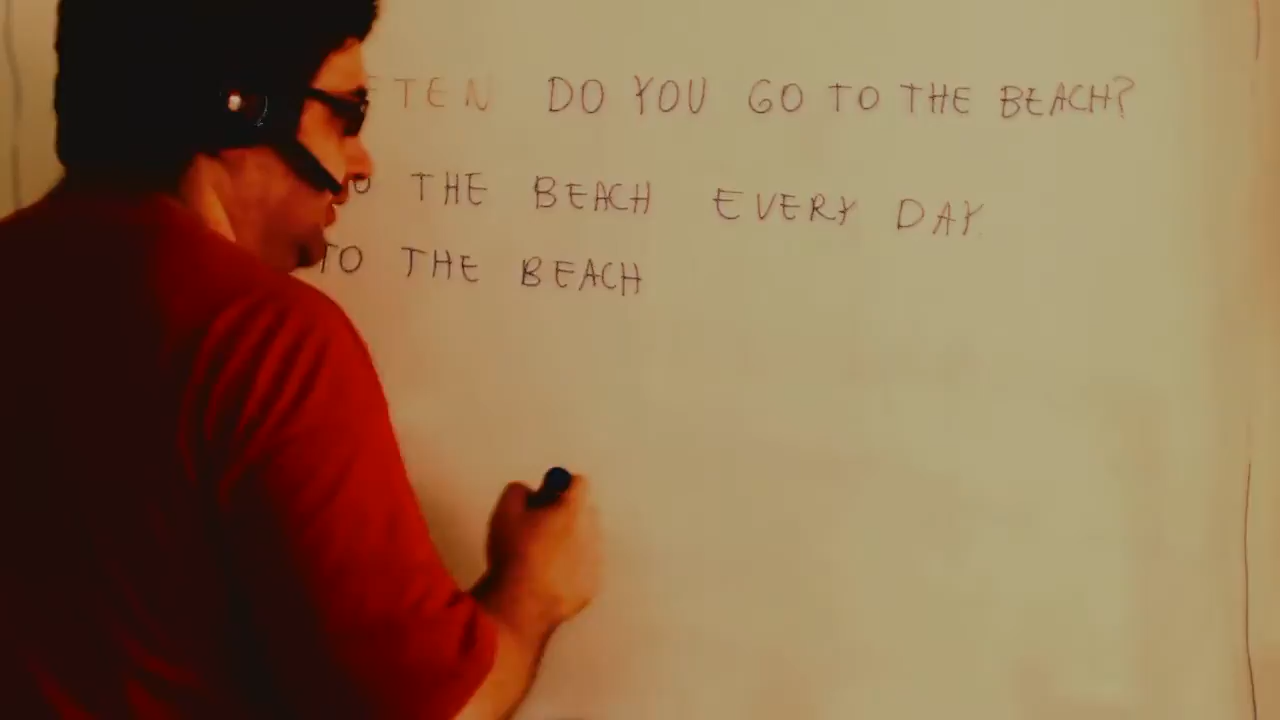 DO YOU GO TO THE BEACH?
THE BEACH EVERY DAY
TO THE BEACH